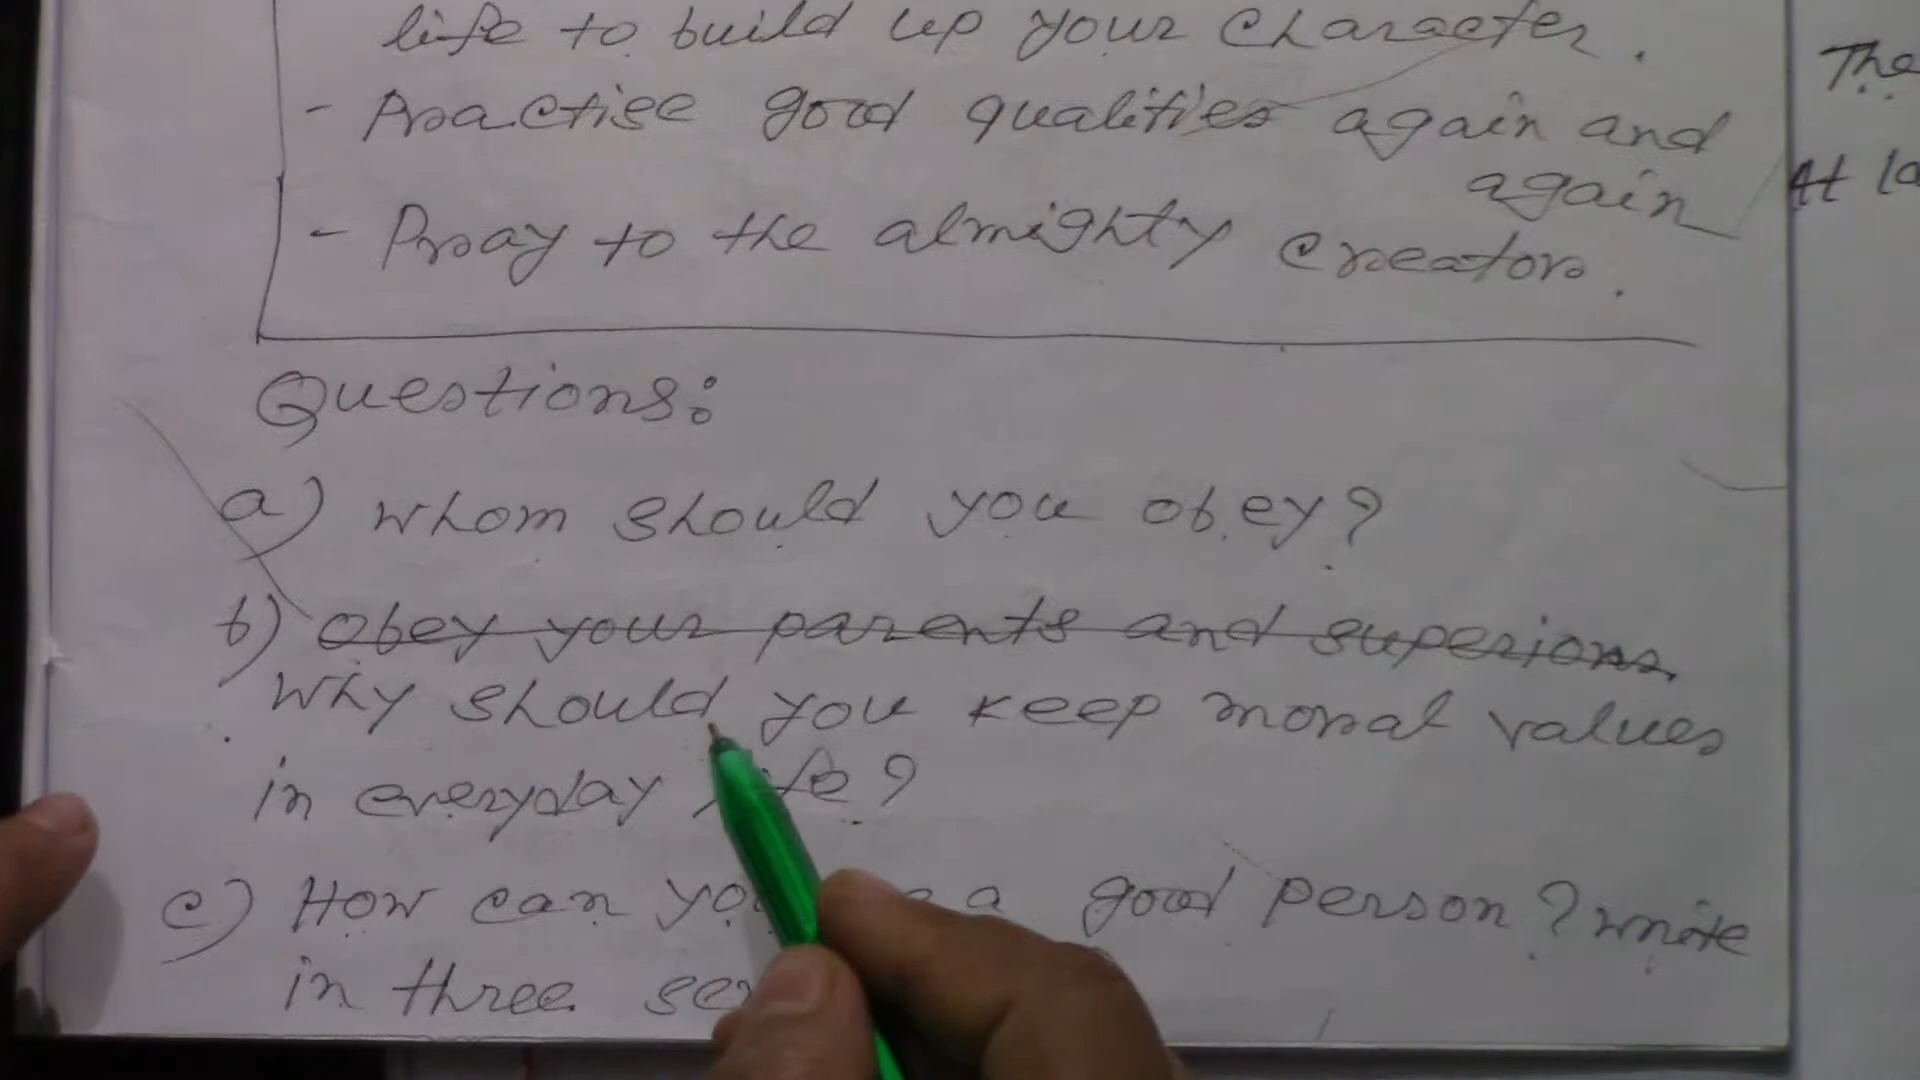 life to build up your character.
- Practise good qualities again and
again
- Pray to the almighty creator.
Questions:
a) Whom should you obey?
b) Obey your parents and superiors.
Why should you keep moral values
in everyday life?
c) How can you a good person? write
in three
The
At